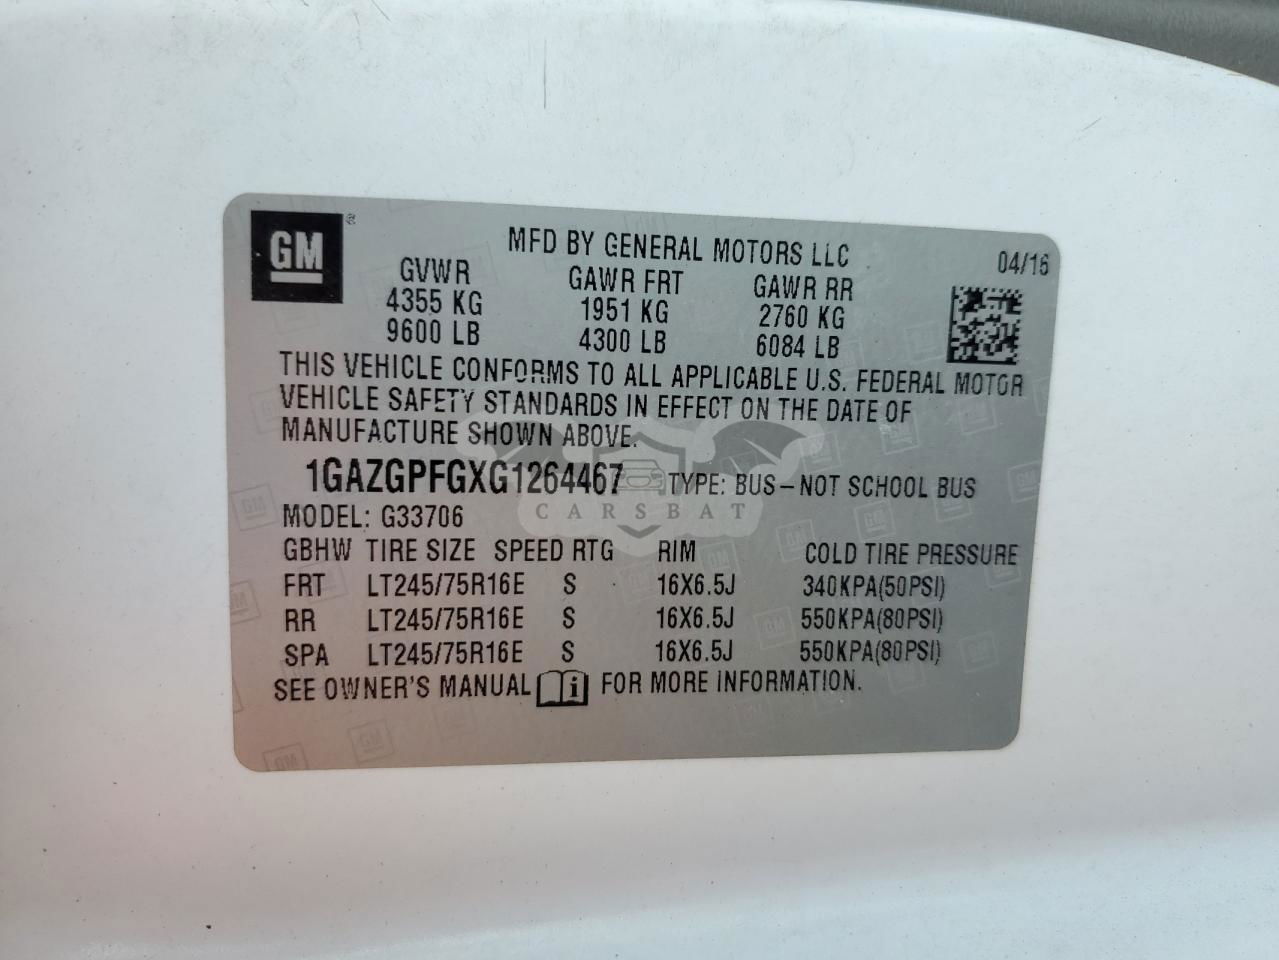 GM ®
MFD BY GENERAL MOTORS LLC 04/16
GVWR GAWR FRT GAWR RR
4355 KG 1951 KG 2760 KG
9600 LB 4300 LB 6084 LB
THIS VEHICLE CONFORMS TO ALL APPLICABLE U.S. FEDERAL MOTOR
VEHICLE SAFETY STANDARDS IN EFFECT ON THE DATE OF
MANUFACTURE SHOWN ABOVE.
1GAZGPFGXG1264467 TYPE: BUS-NOT SCHOOL BUS
CARSBAT
MODEL: G33706
GBHW TIRE SIZE SPEED RTG RIM COLD TIRE PRESSURE
FRT LT245/75R16E S 16X6.5J 340KPA(50PSI)
RR LT245/75R16E S 16X6.5J 550KPA(80PSI)
SPA LT245/75R16E S 16X6.5J 550KPA(80PSI)
SEE OWNER'S MANUAL i FOR MORE INFORMATION.